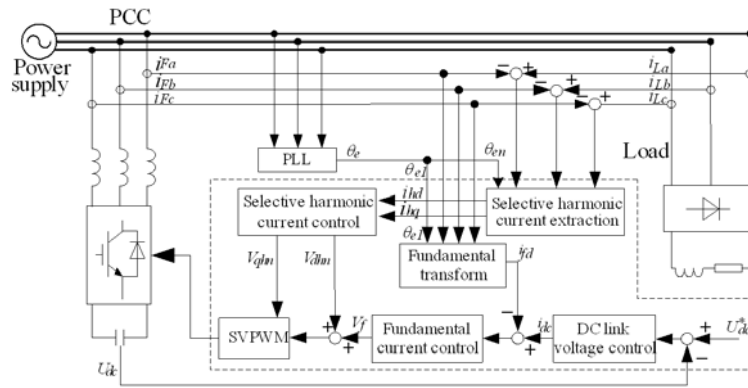 PCC
Power supply
iFa
iFb
iFc
iLa
iLb
iLc
− + − + − +
PLL
θe
θe1
θen
Load
Selective harmonic current control
ihd
Ihq
Selective harmonic current extraction
θe1
Vqhn
Vdhn
Fundamental transform
ifd
SVPWM
+
+
Vf
Fundamental current control
−
+
idc
DC link voltage control
+
−
U*dc
Udc